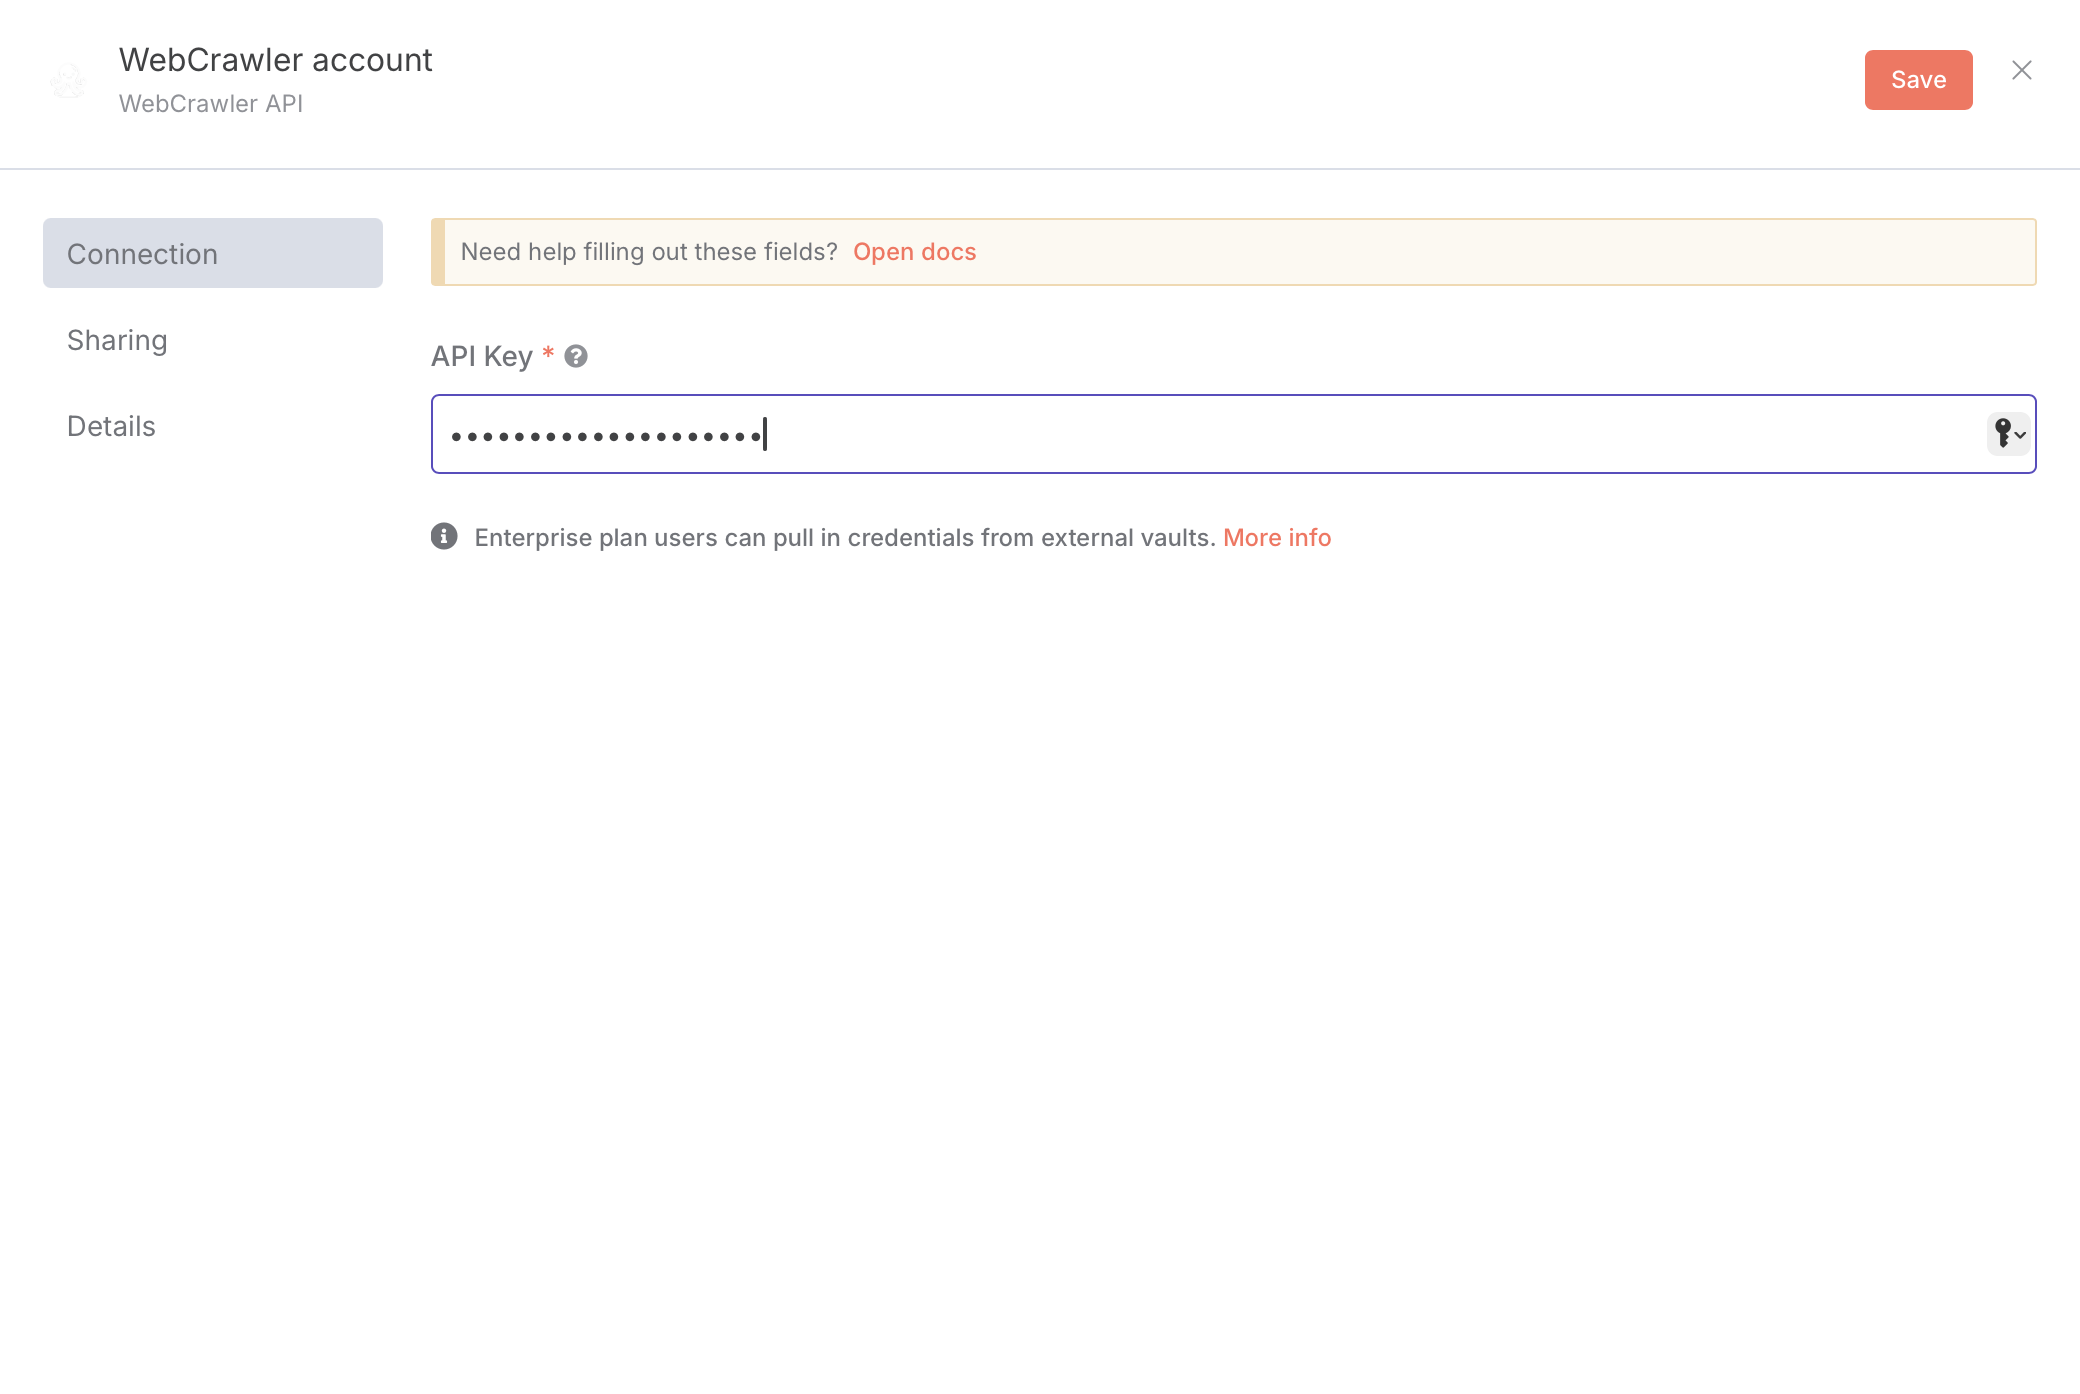 WebCrawler account
WebCrawler API
Save
Connection
Sharing
Details
Need help filling out these fields? Open docs
API Key *
••••••••••••••••••••
Enterprise plan users can pull in credentials from external vaults. More info